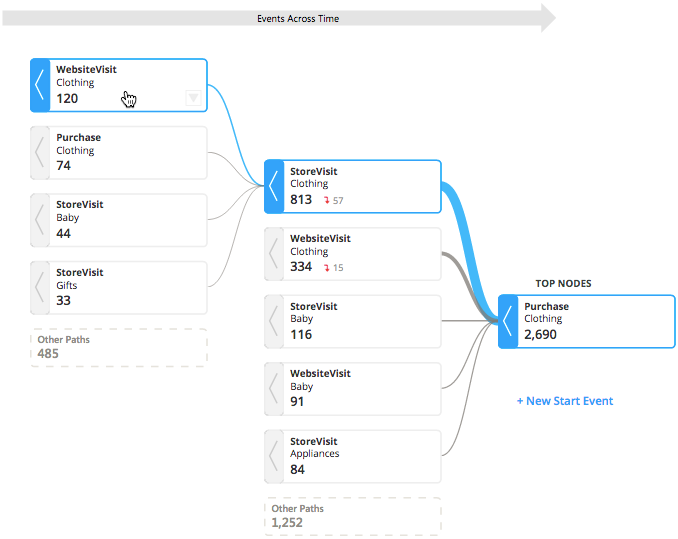 Events Across Time
WebsiteVisit
Clothing
120
Purchase
Clothing
74
StoreVisit
Baby
44
StoreVisit
Gifts
33
Other Paths
485
StoreVisit
Clothing
813 57
WebsiteVisit
Clothing
334 15
StoreVisit
Baby
116
WebsiteVisit
Baby
91
StoreVisit
Appliances
84
Other Paths
1,252
TOP NODES
Purchase
Clothing
2,690
+ New Start Event